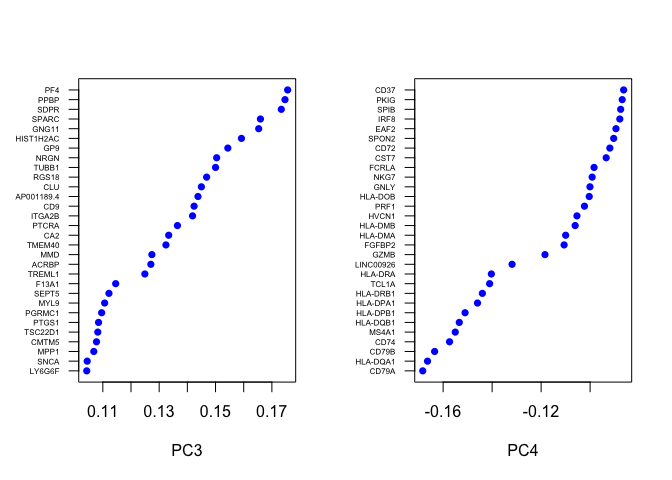 PF4
PPBP
SDPR
SPARC
GNG11
HIST1H2AC
GP9
NRGN
TUBB1
RGS18
CLU
AP001189.4
CD9
ITGA2B
PTCRA
CA2
TMEM40
MMD
ACRBP
TREML1
F13A1
SEPT5
MYL9
PGRMC1
PTGS1
TSC22D1
CMTM5
MPP1
SNCA
LY6G6F
0.11 0.13 0.15 0.17
PC3
CD37
PKIG
SPIB
IRF8
EAF2
SPON2
CD72
CST7
FCRLA
NKG7
GNLY
HLA-DOB
PRF1
HVCN1
HLA-DMB
HLA-DMA
FGFBP2
GZMB
LINC00926
HLA-DRA
TCL1A
HLA-DRB1
HLA-DPA1
HLA-DPB1
HLA-DQB1
MS4A1
CD74
CD79B
HLA-DQA1
CD79A
-0.16 -0.12
PC4